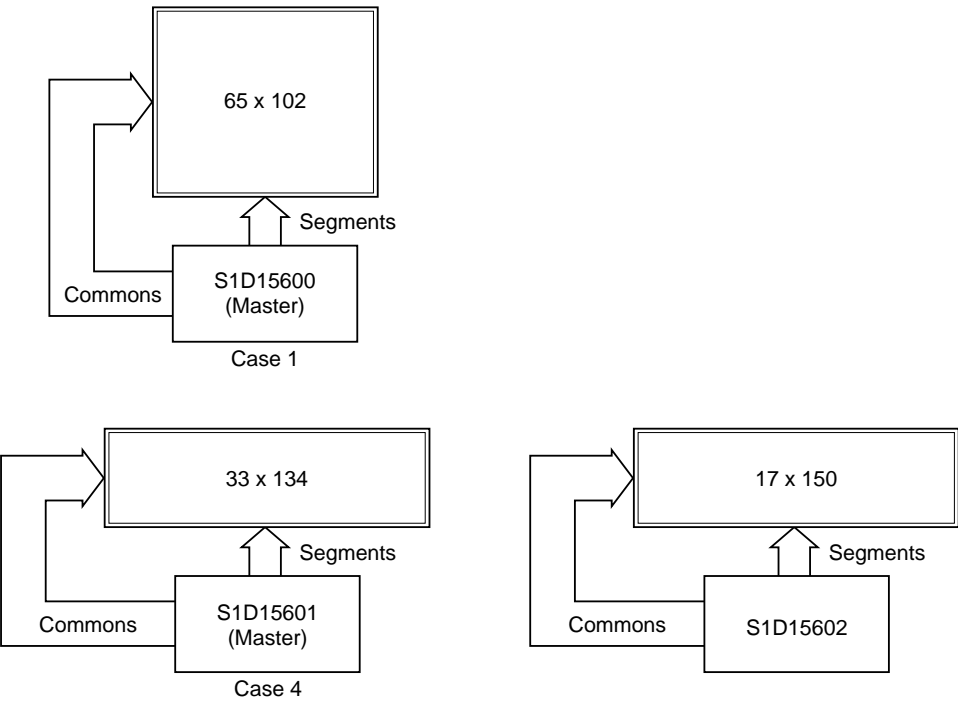 65 x 102
Segments
Commons
S1D15600
(Master)
Case 1
33 x 134
Segments
Commons
S1D15601
(Master)
Case 4
17 x 150
Segments
Commons
S1D15602